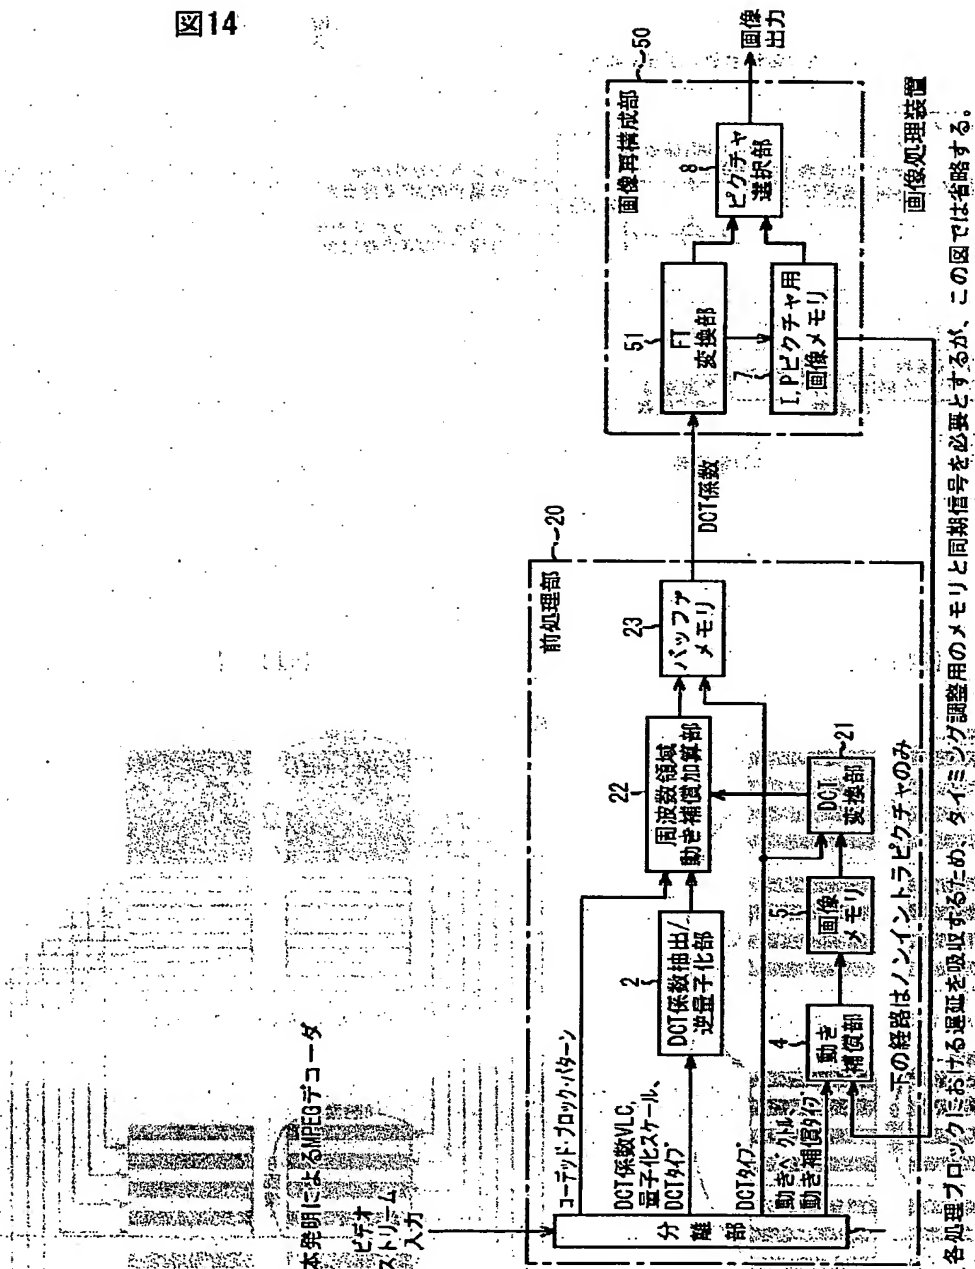 図14
本発明によるMPEGデコーダ
ビデオ
ストリーム
入力
前処理部
20
分離部
コーデッド・ブロック・パターン
DCT係数VLC,
量子化スケール、
DCTタイプ
DCTタイプ
動きベクトル、
動き補償タイプ
2
DCT係数抽出/
逆量子化部
22
周波数領域
動き補償加算部
23
バッファ
メモリ
4
動き
補償部
5
画像
メモリ
21
DCT
変換部
下の経路はノンイントラピクチャのみ
DCT係数
画像再構成部
50
51
FT
変換部
7
I,Pピクチャ用
画像メモリ
8
ピクチャ
選択部
画像
出力
画像処理装置
各処理ブロックにおける遅延を吸収するため、タイミング調整用のメモリと同期信号を必要とするが、この図では省略する。